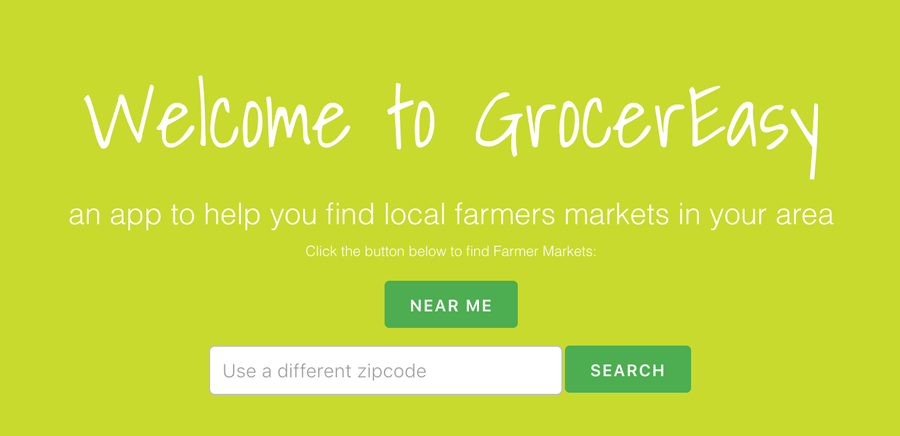 Welcome to GrocerEasy
an app to help you find local farmers markets in your area
Click the button below to find Farmer Markets:
NEAR ME
Use a different zipcode SEARCH